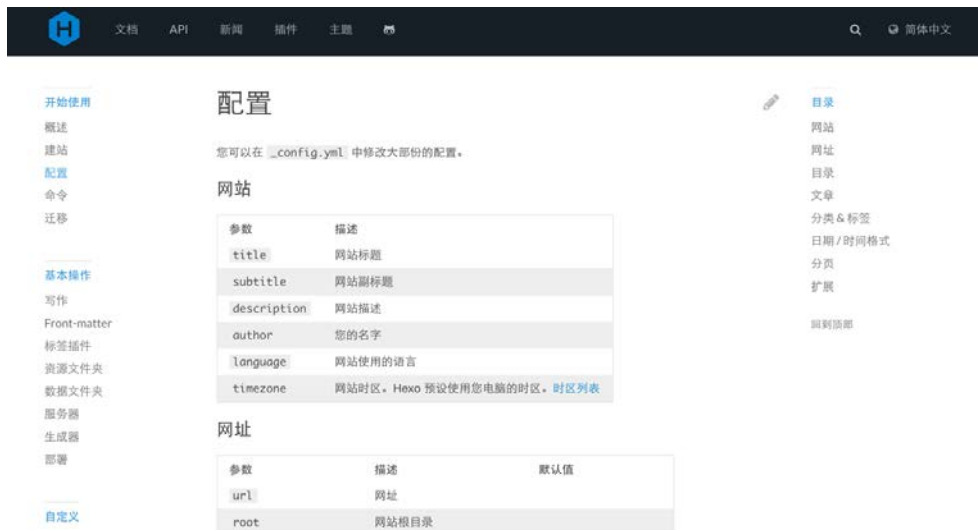 H
文档 API 新闻 插件 主题 简体中文
开始使用
概述
建站
配置
命令
迁移
基本操作
写作
Front-matter
标签插件
资源文件夹
数据文件夹
服务器
生成器
部署
自定义
配置
您可以在 _config.yml 中修改大部份的配置。
网站
参数 描述
title 网站标题
subtitle 网站副标题
description 网站描述
author 您的名字
language 网站使用的语言
timezone 网站时区。Hexo 预设使用您电脑的时区。时区列表
网址
参数 描述 默认值
url 网址
root 网站根目录
目录
网站
网址
目录
文章
分类 & 标签
日期 / 时间格式
分页
扩展
回到顶部